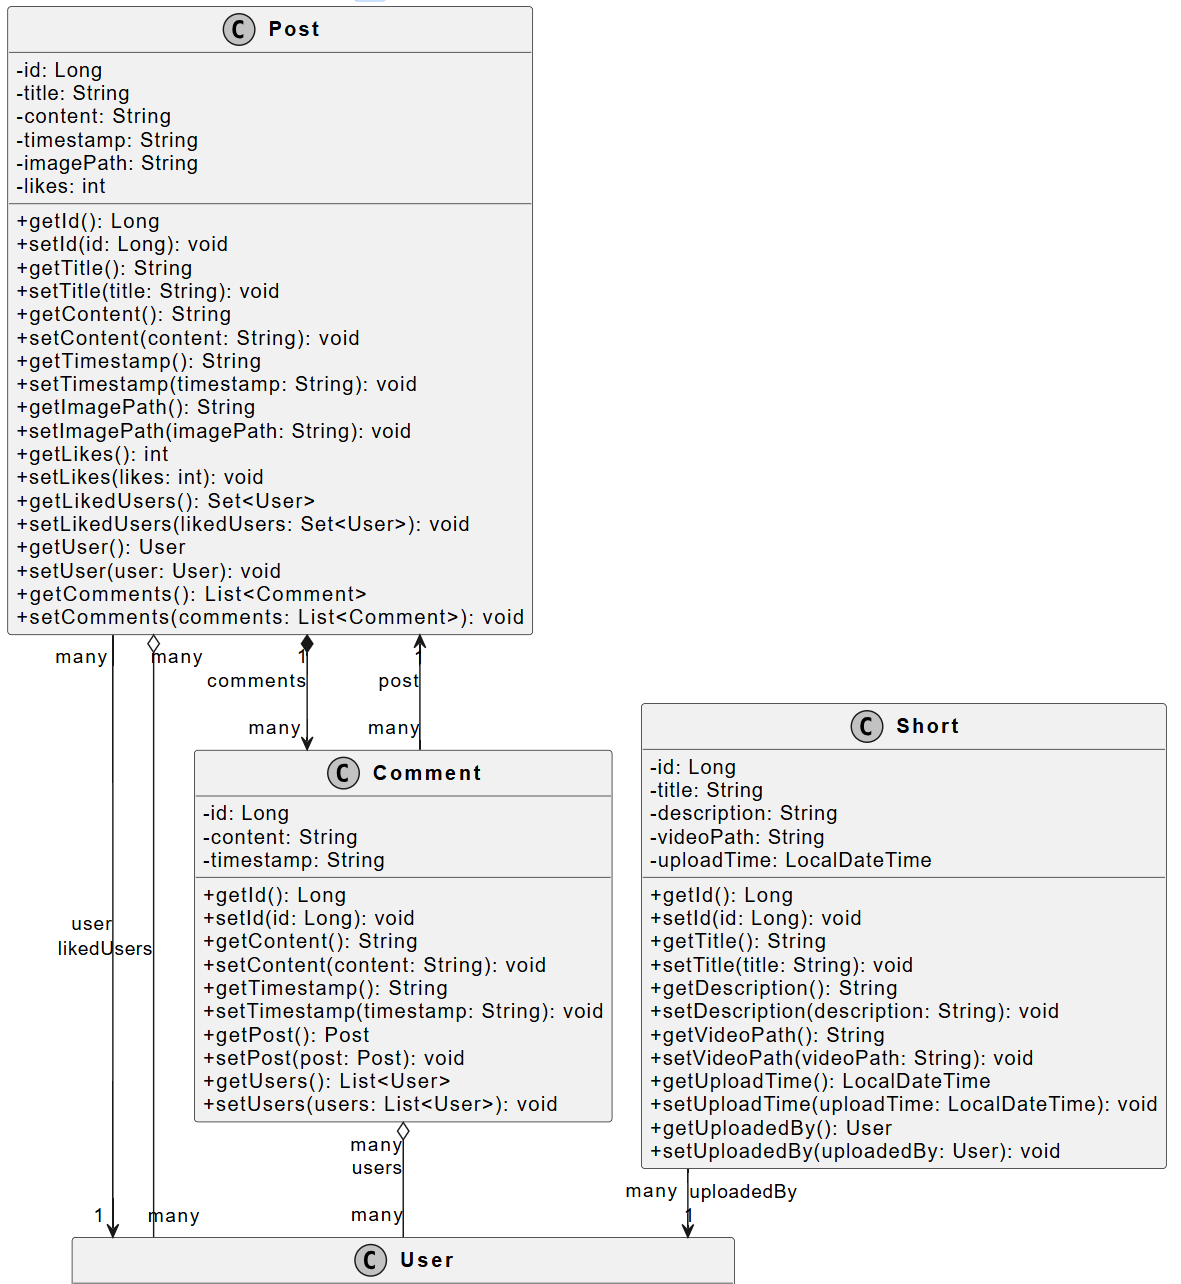 C Post
-id: Long
-title: String
-content: String
-timestamp: String
-imagePath: String
-likes: int
+getId(): Long
+setId(id: Long): void
+getTitle(): String
+setTitle(title: String): void
+getContent(): String
+setContent(content: String): void
+getTimestamp(): String
+setTimestamp(timestamp: String): void
+getImagePath(): String
+setImagePath(imagePath: String): void
+getLikes(): int
+setLikes(likes: int): void
+getLikedUsers(): Set<User>
+setLikedUsers(likedUsers: Set<User>): void
+getUser(): User
+setUser(user: User): void
+getComments(): List<Comment>
+setComments(comments: List<Comment>): void
many many 1 1
comments post
many many
C Comment
-id: Long
-content: String
-timestamp: String
+getId(): Long
+setId(id: Long): void
+getContent(): String
+setContent(content: String): void
+getTimestamp(): String
+setTimestamp(timestamp: String): void
+getPost(): Post
+setPost(post: Post): void
+getUsers(): List<User>
+setUsers(users: List<User>): void
C Short
-id: Long
-title: String
-description: String
-videoPath: String
-uploadTime: LocalDateTime
+getId(): Long
+setId(id: Long): void
+getTitle(): String
+setTitle(title: String): void
+getDescription(): String
+setDescription(description: String): void
+getVideoPath(): String
+setVideoPath(videoPath: String): void
+getUploadTime(): LocalDateTime
+setUploadTime(uploadTime: LocalDateTime): void
+getUploadedBy(): User
+setUploadedBy(uploadedBy: User): void
user
likedUsers
many
users
many uploadedBy
1 many many 1
C User